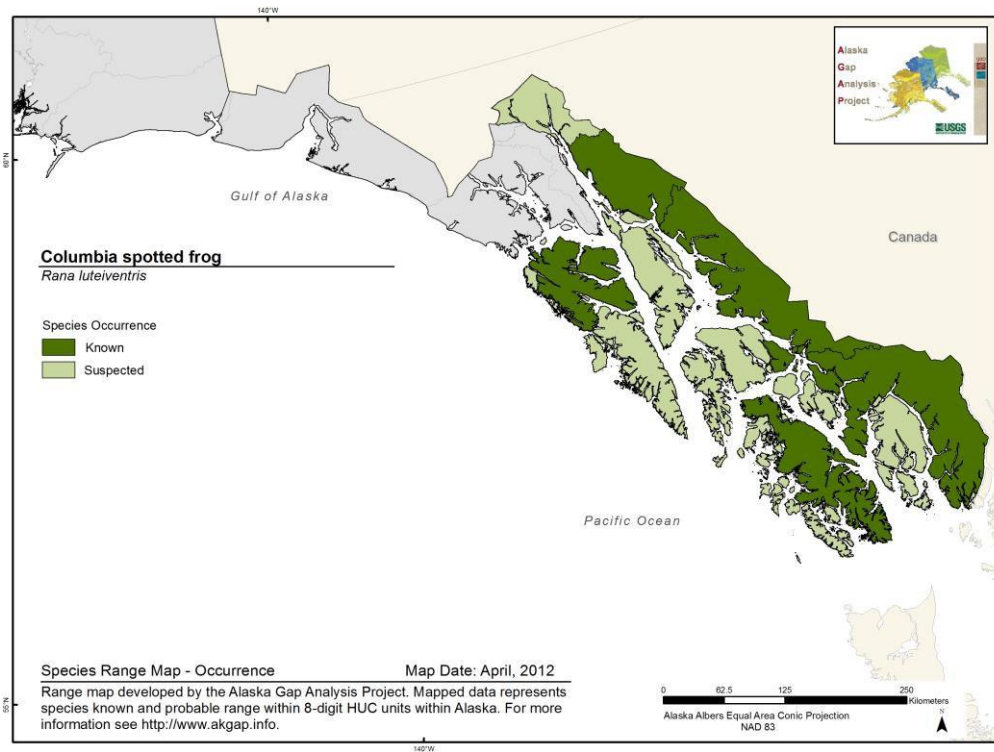 140°W
Alaska
Gap
Analysis
Project
USGS
60°N
Gulf of Alaska
Canada
Columbia spotted frog
Rana luteiventris
Species Occurrence
Known
Suspected
Pacific Ocean
Species Range Map - Occurrence Map Date: April, 2012
Range map developed by the Alaska Gap Analysis Project. Mapped data represents
species known and probable range within 8-digit HUC units within Alaska. For more
information see http://www.akgap.info.
0 62.5 125 250
Kilometers
Alaska Albers Equal Area Conic Projection
NAD 83
N
55°N
140°W